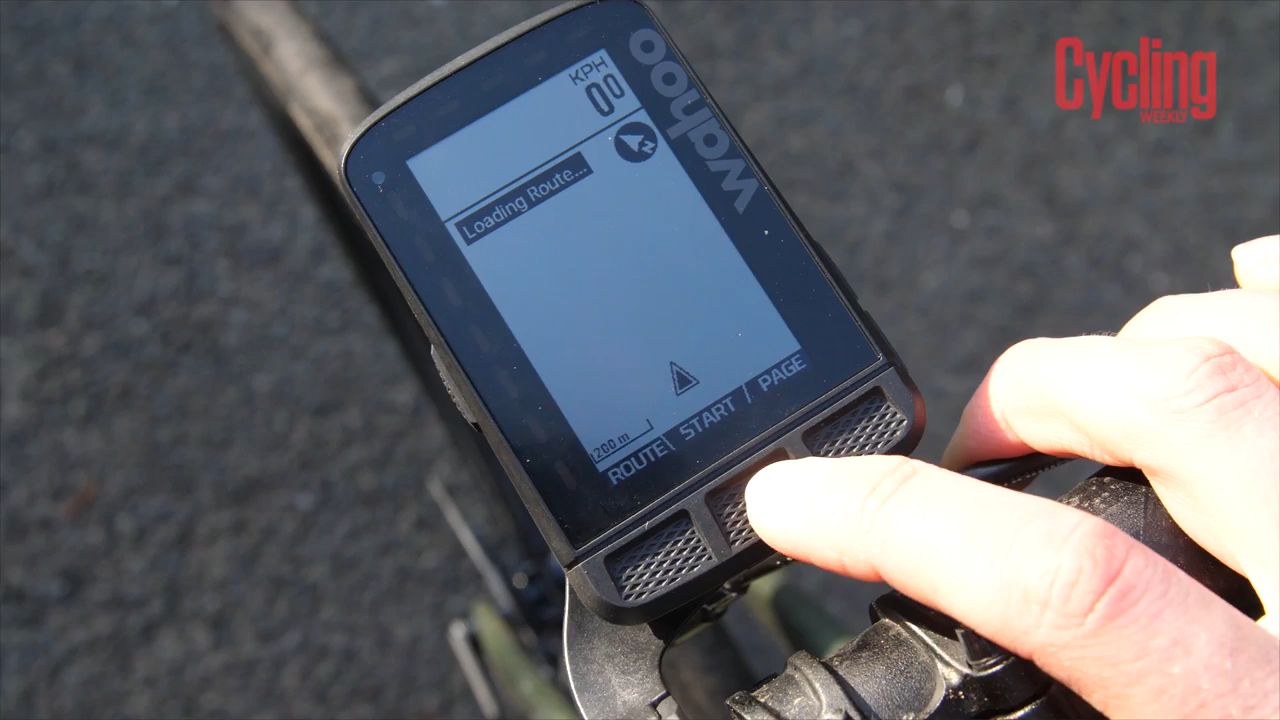 Cycling
WEEKLY
wahoo
KPH
00
N
Loading Route...
200 m
ROUTE START PAGE